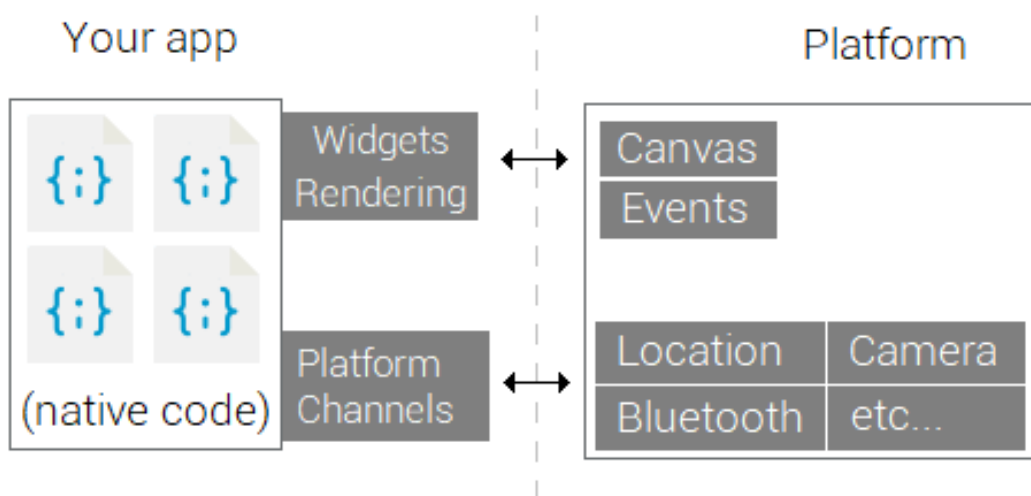 Your app
Platform
{;} {;}
{;} {;}
(native code)
Widgets
Rendering
Platform
Channels
Canvas
Events
Location
Camera
Bluetooth
etc...